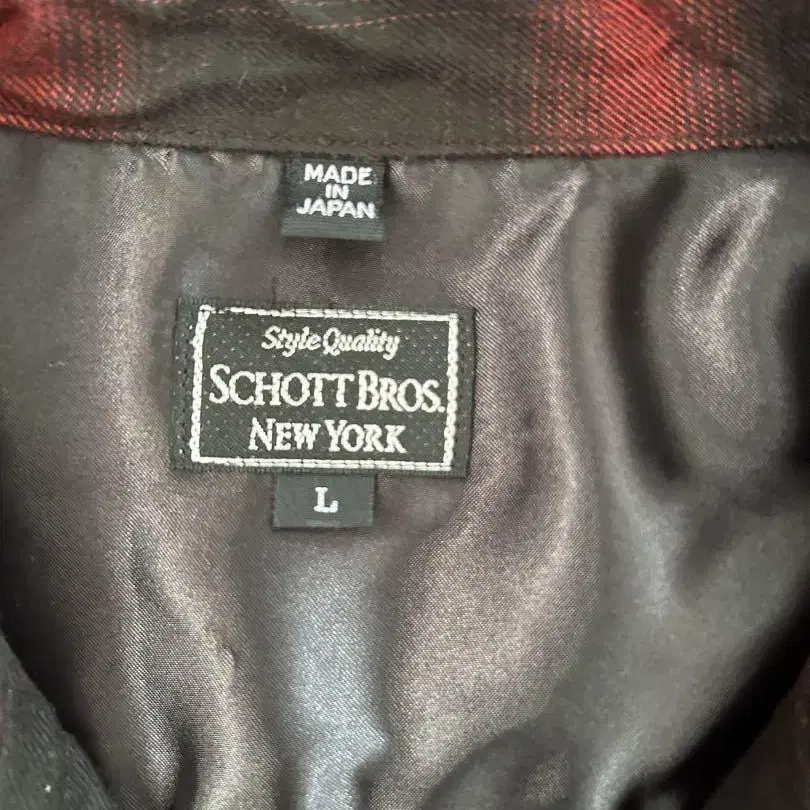 MADE
IN
JAPAN
Style Quality
SCHOTT BROS.
NEW YORK
L